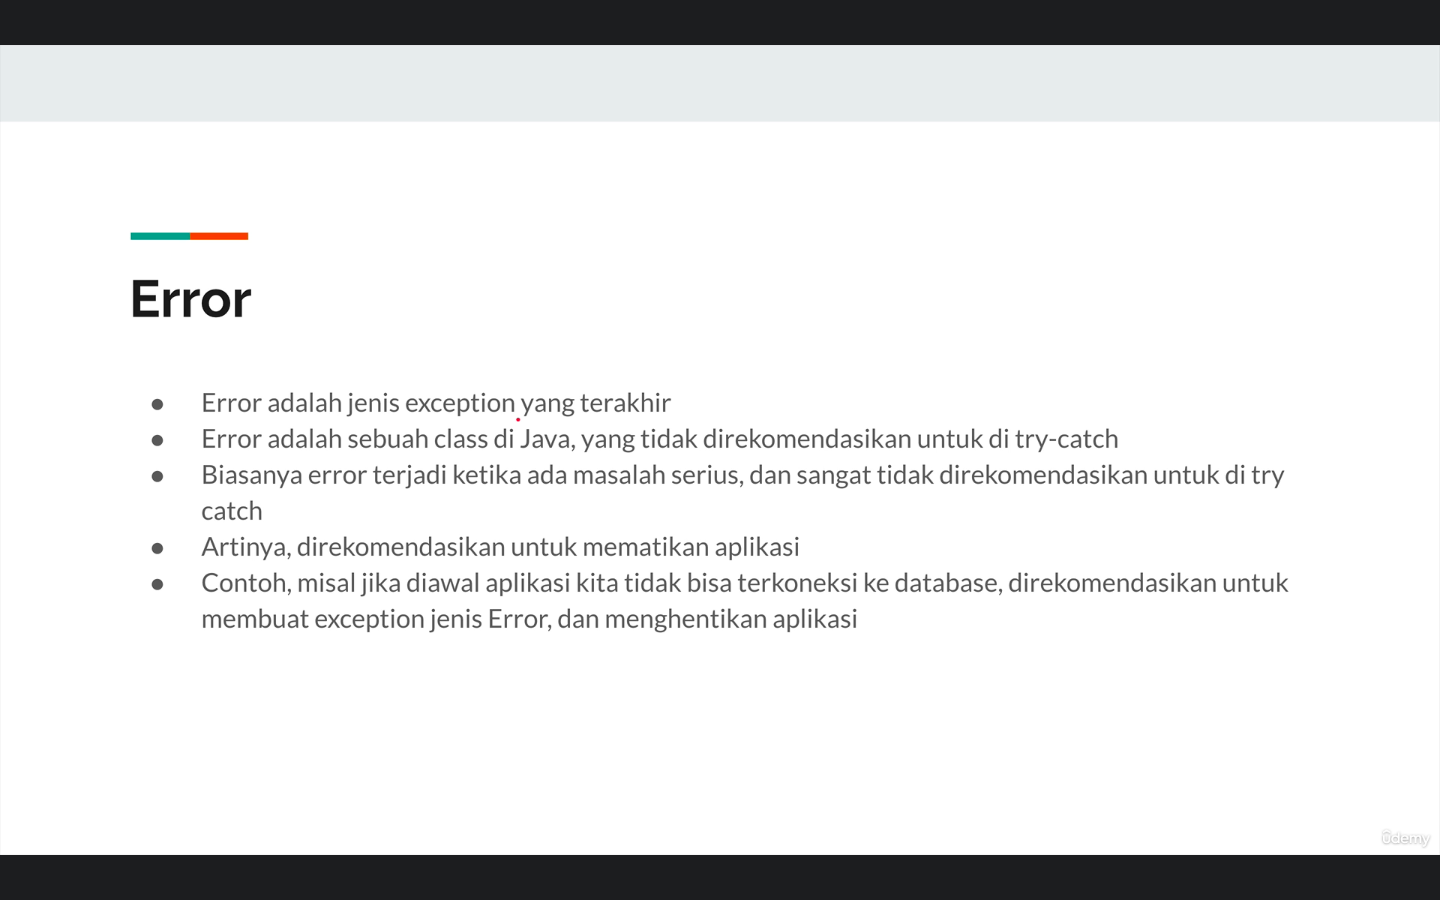 Error
● Error adalah jenis exception yang terakhir
● Error adalah sebuah class di Java, yang tidak direkomendasikan untuk di try-catch
● Biasanya error terjadi ketika ada masalah serius, dan sangat tidak direkomendasikan untuk di try
catch
● Artinya, direkomendasikan untuk mematikan aplikasi
● Contoh, misal jika diawal aplikasi kita tidak bisa terkoneksi ke database, direkomendasikan untuk
membuat exception jenis Error, dan menghentikan aplikasi
ûdemy